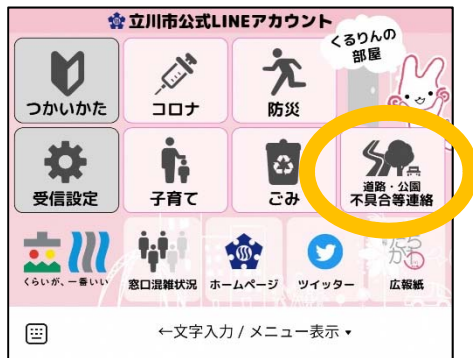 立川市公式LINEアカウント
くるりんの
部屋
つかいかた
コロナ
防災
受信設定
子育て
ごみ
道路・公園
不具合等連絡
くらいが、一番いい
窓口混雑状況
ホームページ
ツイッター
たち
かわ
広報紙
←文字入力 / メニュー表示 ▾